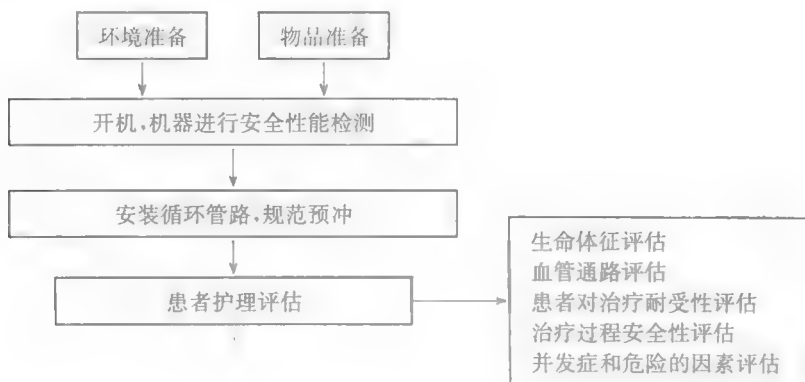 环境准备
物品准备
开机,机器进行安全性能检测
安装循环管路,规范预冲
患者护理评估
生命体征评估
血管通路评估
患者对治疗耐受性评估
治疗过程安全性评估
并发症和危险的因素评估